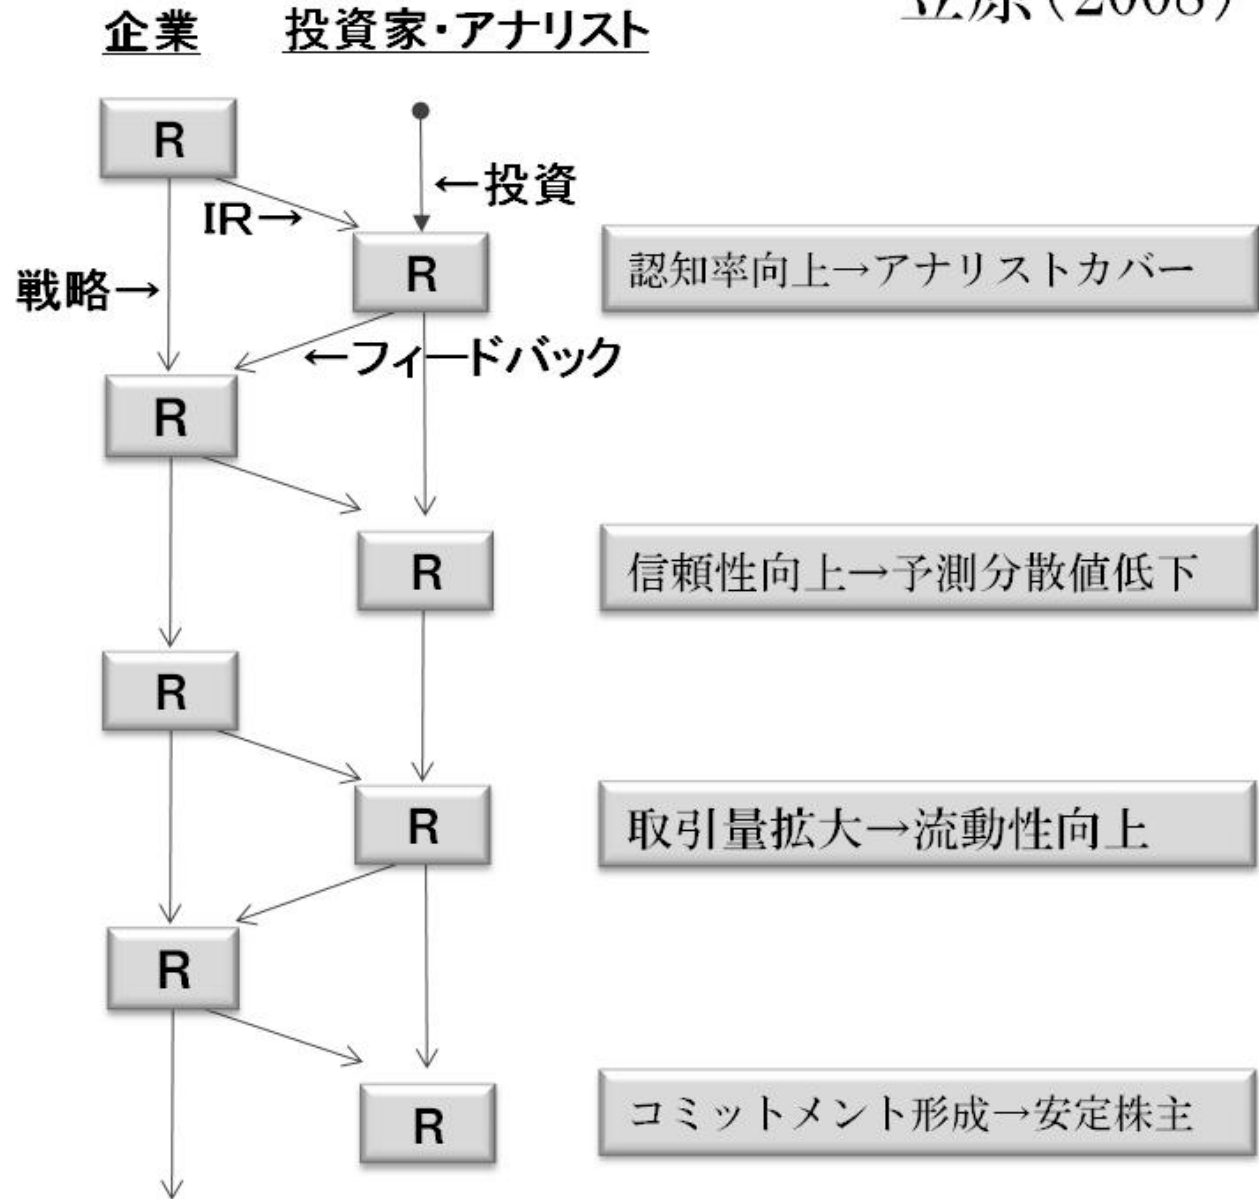 (2008)
企業 投資家・アナリスト
R
←投資
IR→
R
認知率向上→アナリストカバー
戦略→
←フィードバック
R
R
信頼性向上→予測分散値低下
R
R
取引量拡大→流動性向上
R
R
コミットメント形成→安定株主